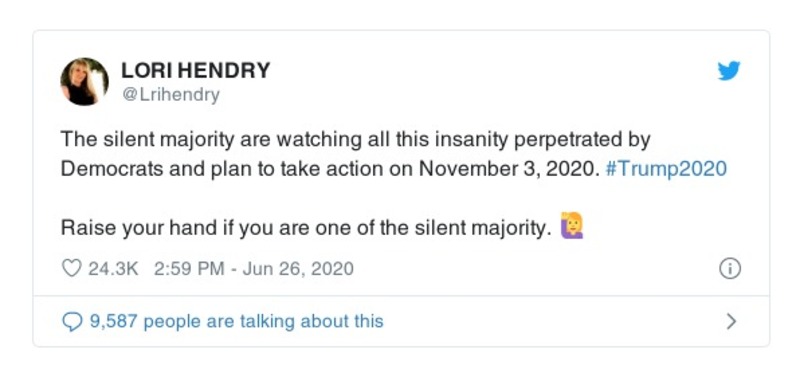 LORI HENDRY
@Lrihendry
The silent majority are watching all this insanity perpetrated by
Democrats and plan to take action on November 3, 2020. #Trump2020
Raise your hand if you are one of the silent majority. 🙋‍♀️
24.3K 2:59 PM - Jun 26, 2020
9,587 people are talking about this